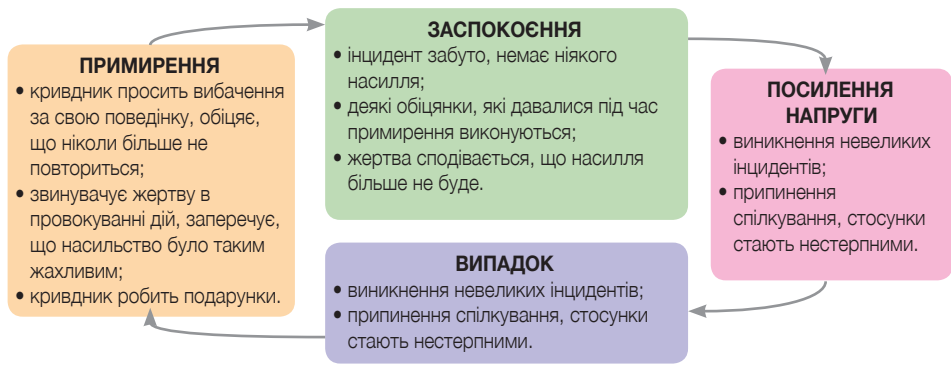 ПРИМИРЕННЯ
• кривдник просить вибачення
за свою поведінку, обіцяє,
що ніколи більше не
повториться;
• звинувачує жертву в
провокуванні дій, заперечує,
що насильство було таким
жахливим;
• кривдник робить подарунки.
ЗАСПОКОЄННЯ
• інцидент забуто, немає ніякого
насилля;
• деякі обіцянки, які давалися під час
примирення виконуються;
• жертва сподівається, що насилля
більше не буде.
ПОСИЛЕННЯ
НАПРУГИ
• виникнення невеликих
інцидентів;
• припинення
спілкування, стосунки
стають нестерпними.
ВИПАДОК
• виникнення невеликих інцидентів;
• припинення спілкування, стосунки
стають нестерпними.